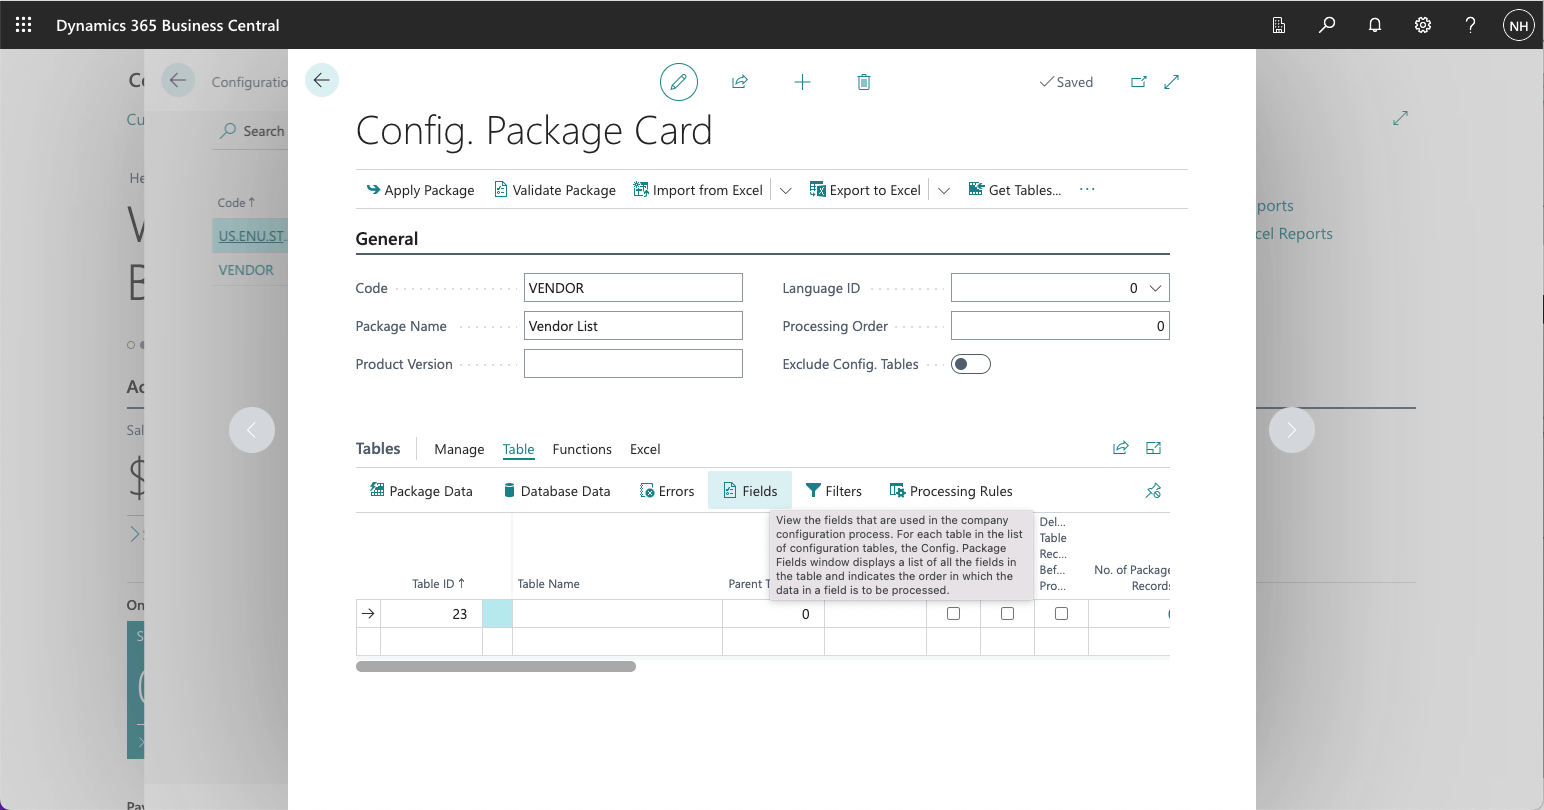 Dynamics 365 Business Central
NH
Configuratio
Saved
Cu
Search
Config. Package Card
He
Code ↑
US.ENU.ST...
VENDOR
Apply Package
Validate Package
Import from Excel
Export to Excel
Get Tables...
...
ports
cel Reports
General
Code
VENDOR
Language ID
0
Package Name
Vendor List
Processing Order
0
Product Version
Exclude Config. Tables
Ac
Sal
$
Tables
Manage
Table
Functions
Excel
Package Data
Database Data
Errors
Fields
Filters
Processing Rules
View the fields that are used in the company
configuration process. For each table in the list
of configuration tables, the Config. Package
Fields window displays a list of all the fields in
the table and indicates the order in which the
data in a field is to be processed.
Table ID ↑
Table Name
Parent T
Del...
Table
Rec...
Bef...
Pro...
No. of Package
Records
23
0
On
S
Pay